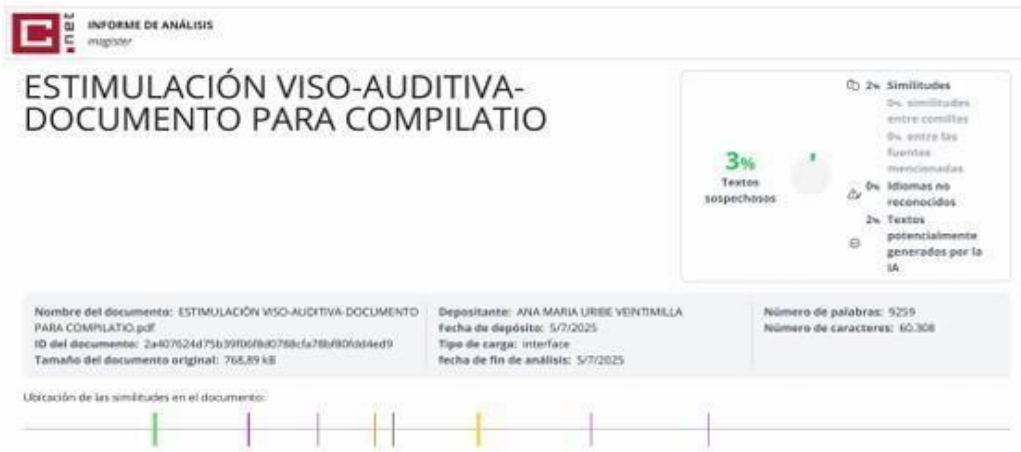 C
.net
INFORME DE ANÁLISIS
magister
ESTIMULACIÓN VISO-AUDITIVA-
DOCUMENTO PARA COMPILATIO
3%
Textos
sospechosos
2% Similitudes
0% similitudes
entre comillas
0% entre las
fuentes
mencionadas
0% Idiomas no
reconocidos
2% Textos
potencialmente
generados por la
IA
Nombre del documento: ESTIMULACIÓN VISO-AUDITIVA-DOCUMENTO
PARA COMPILATIO.pdf
ID del documento:
Tamaño del documento original: 768,89 kB
Depositante: ANA MARIA URIBE VEINTIMILLA
Fecha de depósito: 5/7/2025
Tipo de carga: interface
fecha de fin de análisis: 5/7/2025
Número de palabras: 9259
Número de caracteres: 60.308
Ubicación de las similitudes en el documento: